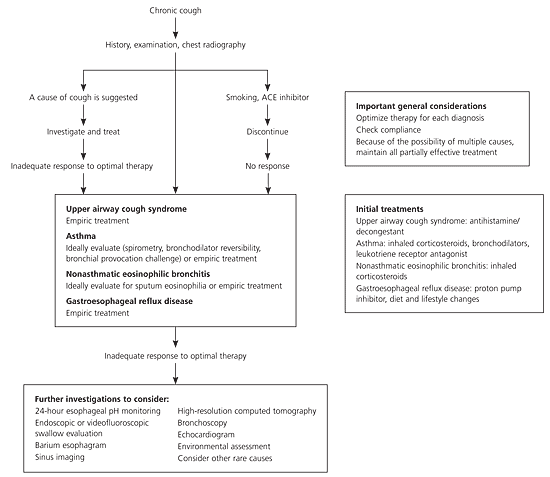 Chronic cough
History, examination, chest radiography
A cause of cough is suggested
Smoking, ACE inhibitor
Investigate and treat
Discontinue
Inadequate response to optimal therapy
No response
Important general considerations
Optimize therapy for each diagnosis
Check compliance
Because of the possibility of multiple causes,
maintain all partially effective treatment
Upper airway cough syndrome
Empiric treatment
Asthma
Ideally evaluate (spirometry, bronchodilator reversibility,
bronchial provocation challenge) or empiric treatment
Nonasthmatic eosinophilic bronchitis
Ideally evaluate for sputum eosinophilia or empiric treatment
Gastroesophageal reflux disease
Empiric treatment
Initial treatments
Upper airway cough syndrome: antihistamine/
decongestant
Asthma: inhaled corticosteroids, bronchodilators,
leukotriene receptor antagonist
Nonasthmatic eosinophilic bronchitis: inhaled
corticosteroids
Gastroesophageal reflux disease: proton pump
inhibitor, diet and lifestyle changes
Inadequate response to optimal therapy
Further investigations to consider:
24-hour esophageal pH monitoring
Endoscopic or videofluoroscopic
swallow evaluation
Barium esophagram
Sinus imaging
High-resolution computed tomography
Bronchoscopy
Echocardiogram
Environmental assessment
Consider other rare causes